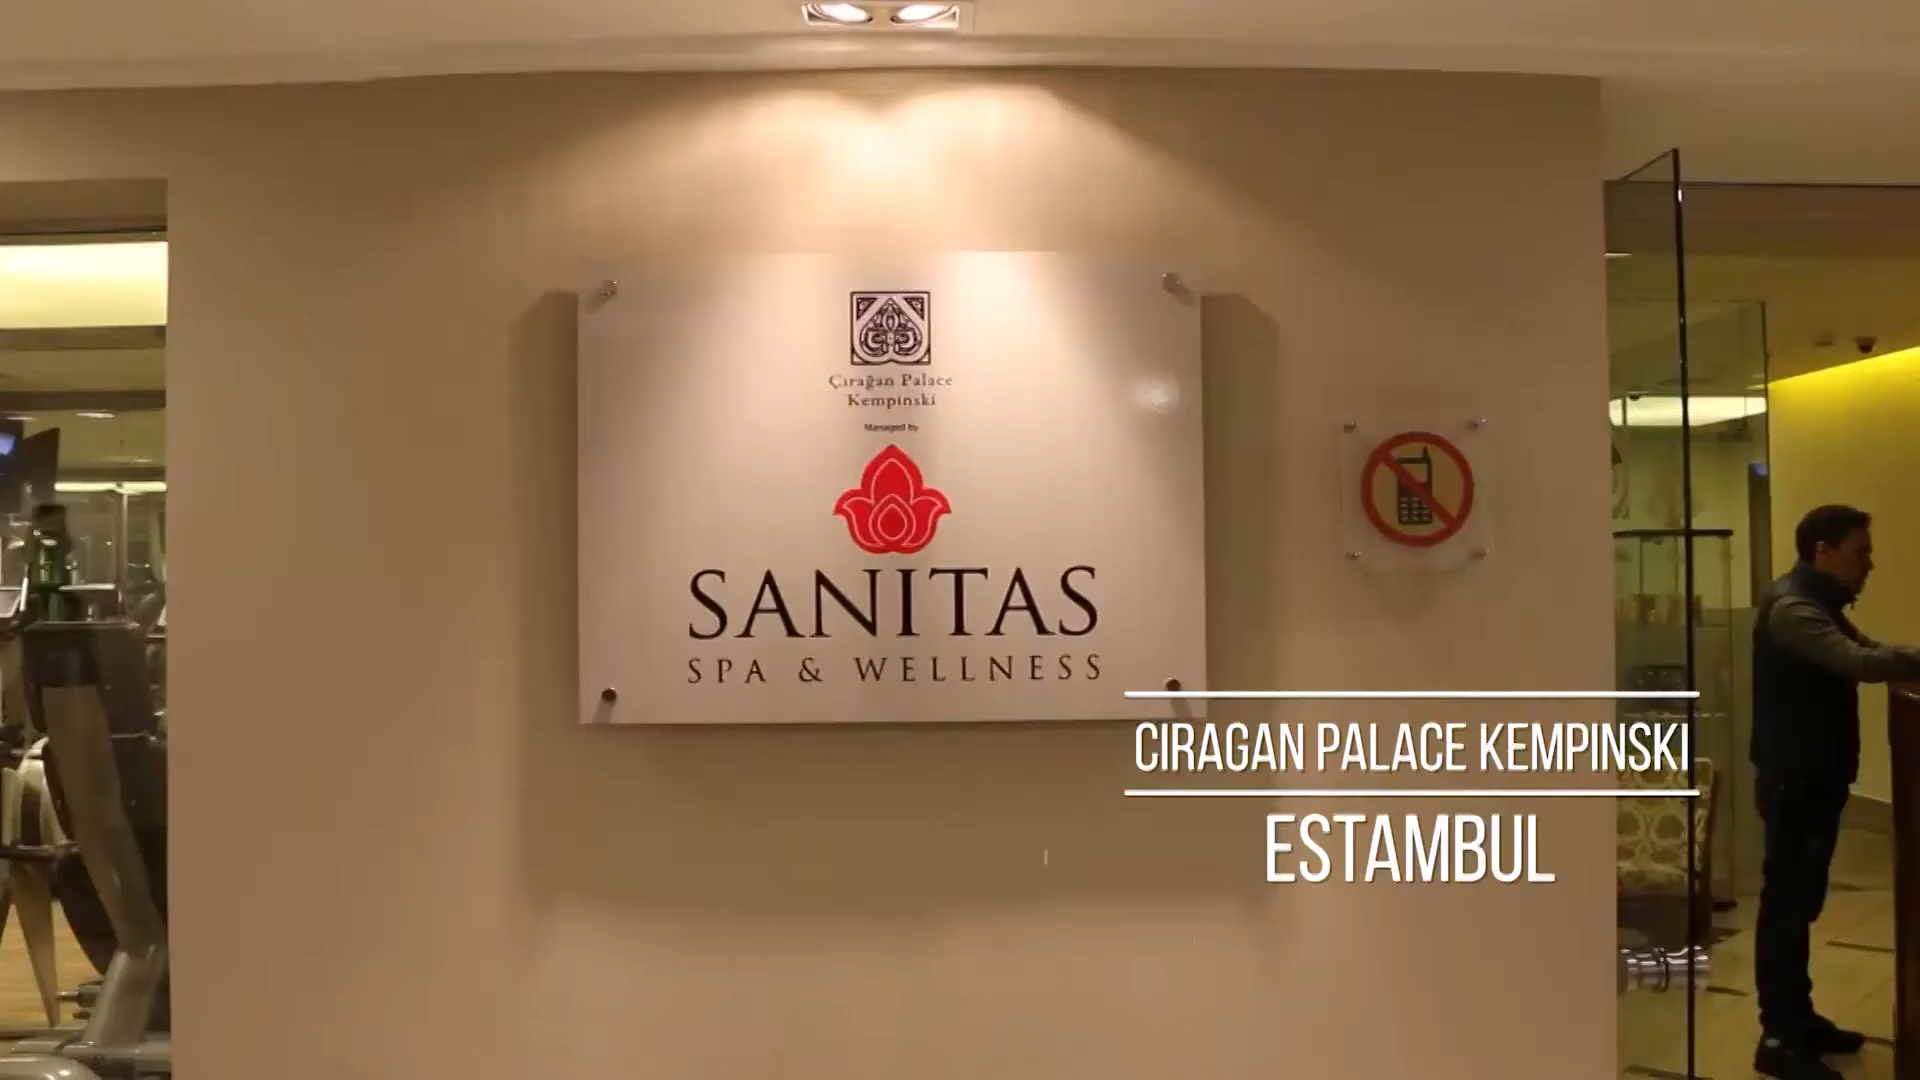 Çırağan Palace
Kempinski
Managed by
SANITAS
SPA & WELLNESS
CIRAGAN PALACE KEMPINSKI
ESTAMBUL